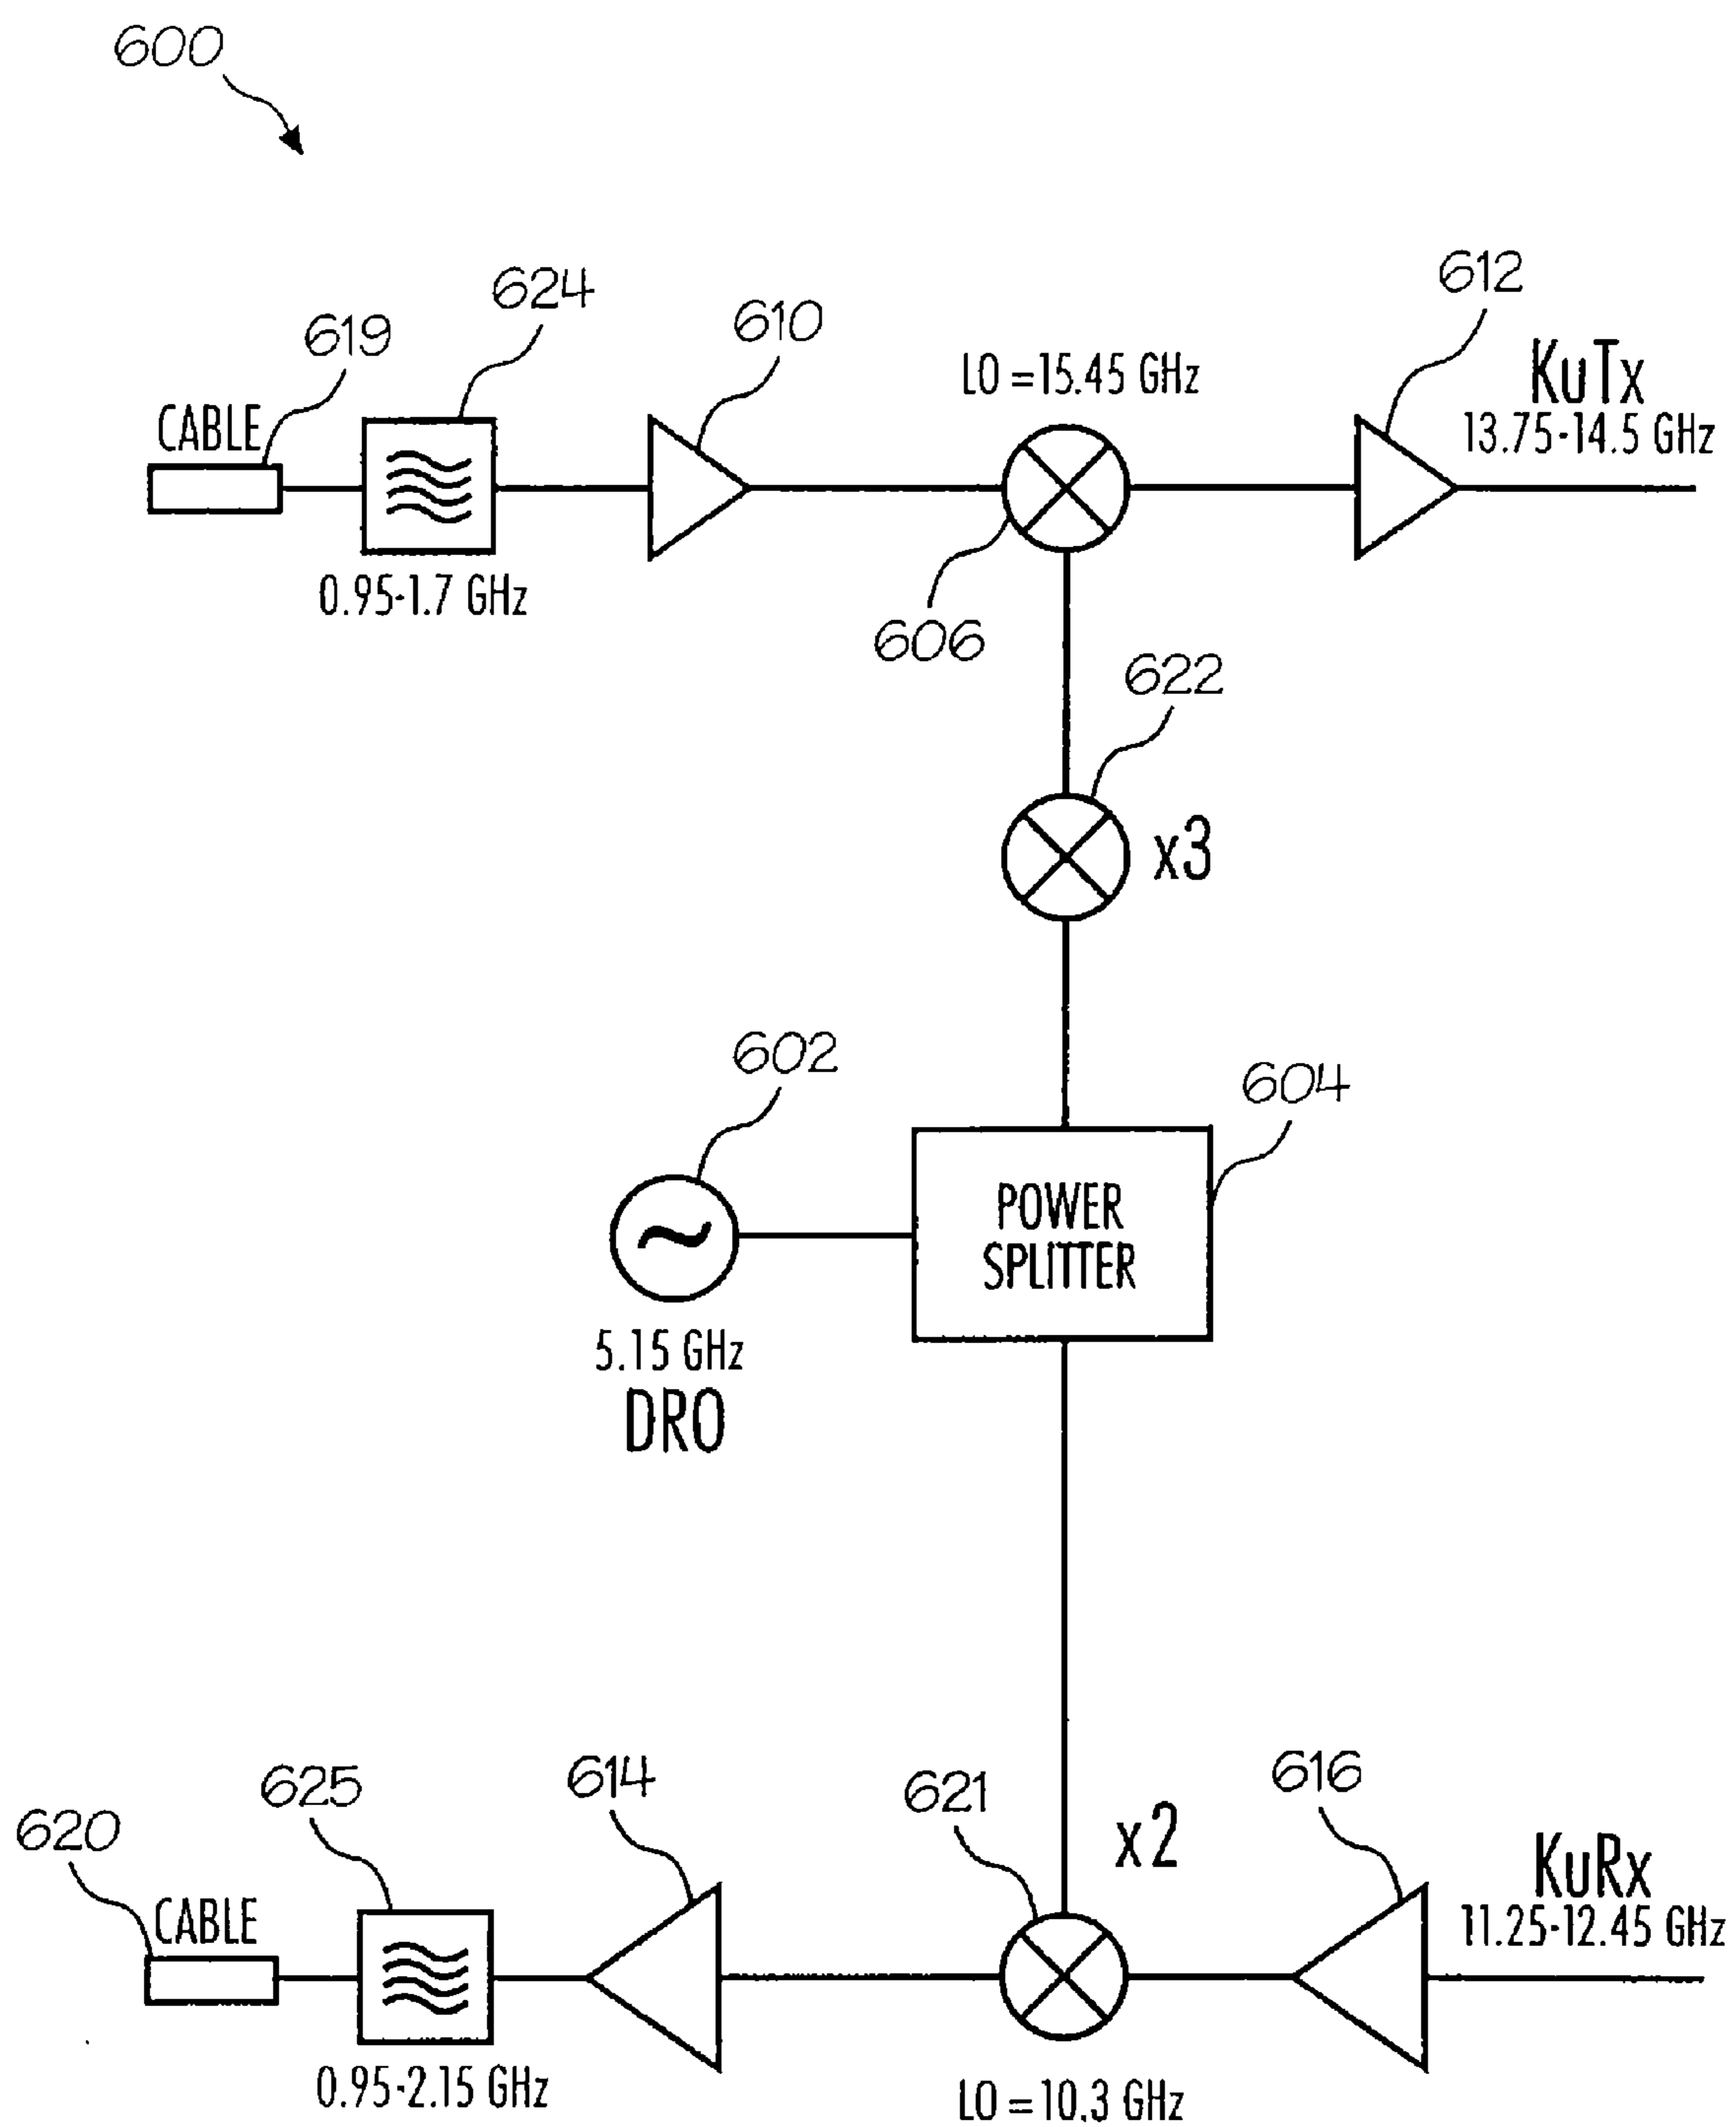 600
624
612
610
619
LO =15.45 GHz
KuTx
CABLE
13.75-14.5 GHz
0.95-1.7 GHz
606
622
x3
602
604
POWER
SPLITTER
5.15 GHz
DRO
625
614
621
616
620
x2
KuRx
CABLE
11.25-12.45 GHz
0.95-2.15 GHz
LO =10.3 GHz